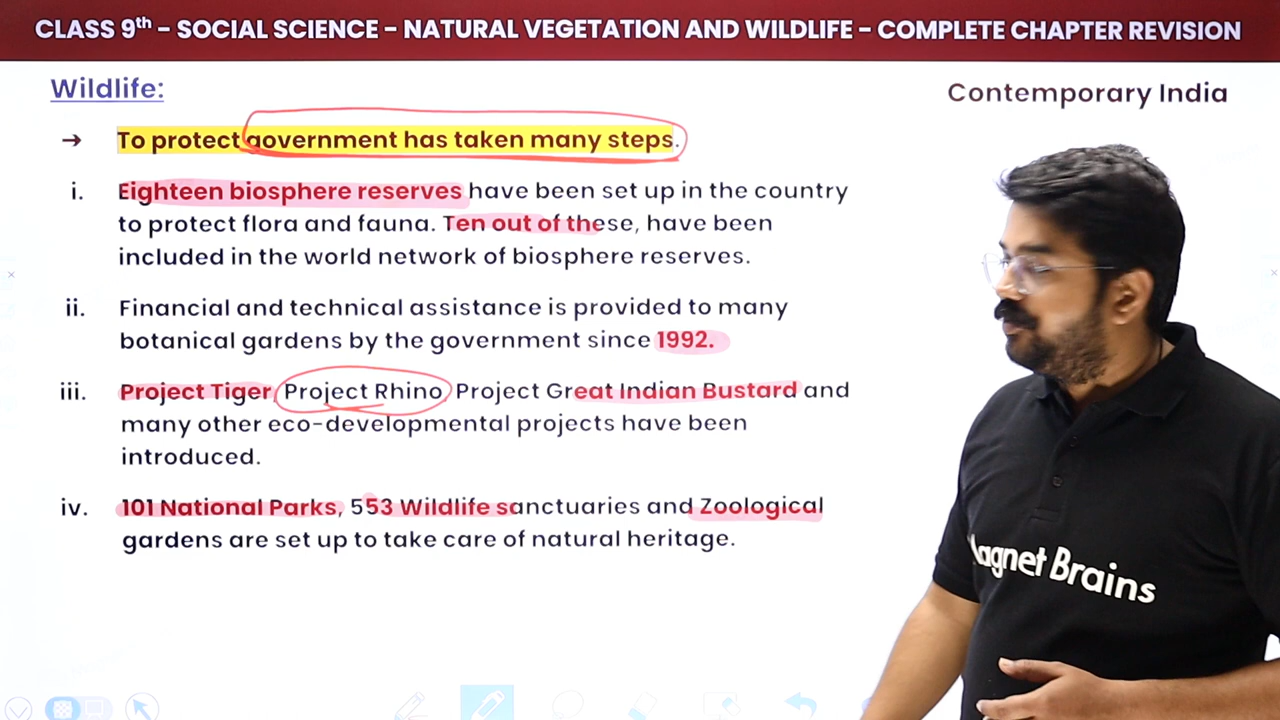 CLASS 9th – SOCIAL SCIENCE – NATURAL VEGETATION AND WILDLIFE – COMPLETE CHAPTER REVISION
Wildlife:
Contemporary India
→ To protect government has taken many steps.
i. Eighteen biosphere reserves have been set up in the country
to protect flora and fauna. Ten out of these, have been
included in the world network of biosphere reserves.
ii. Financial and technical assistance is provided to many
botanical gardens by the government since 1992.
iii. Project Tiger, Project Rhino, Project Great Indian Bustard and
many other eco-developmental projects have been
introduced.
iv. 101 National Parks, 553 Wildlife sanctuaries and Zoological
gardens are set up to take care of natural heritage.
agnet Brains